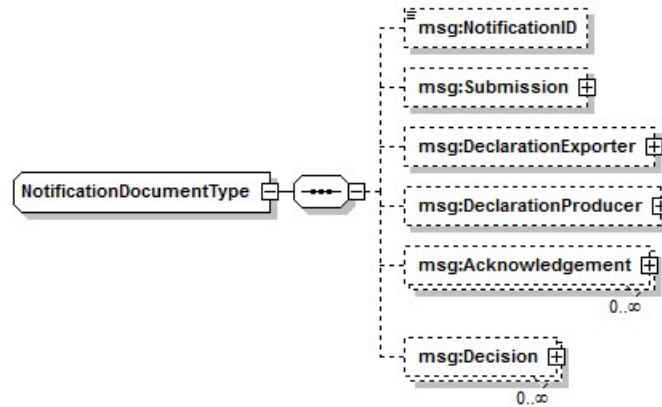 msg:NotificationID
msg:Submission
msg:DeclarationExporter
NotificationDocumentType
msg:DeclarationProducer
msg:Acknowledgement
0..∞
msg:Decision
0..∞